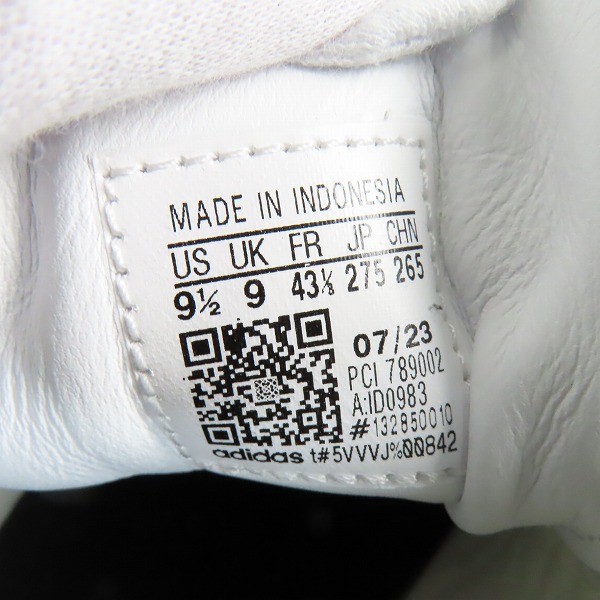 MADE IN INDONESIA
US UK FR JP CHN
9½ 9 43⅓ 275 265
07/23
PCI 789002
A:ID0983
#132850010
adidas t#5VVVJ%00842